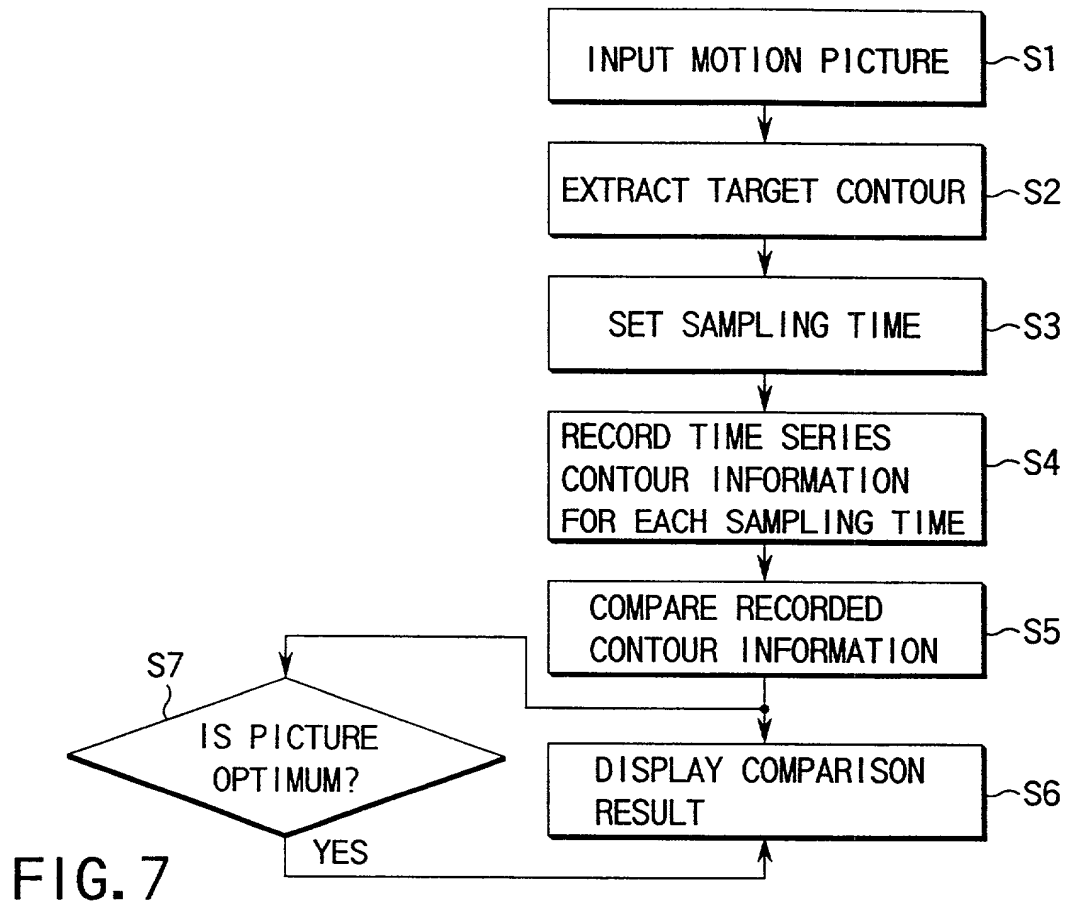 INPUT MOTION PICTURE
S1
EXTRACT TARGET CONTOUR
S2
SET SAMPLING TIME
S3
RECORD TIME SERIES
CONTOUR INFORMATION
FOR EACH SAMPLING TIME
S4
COMPARE RECORDED
CONTOUR INFORMATION
S5
S7
IS PICTURE
OPTIMUM?
DISPLAY COMPARISON
RESULT
S6
YES
FIG. 7